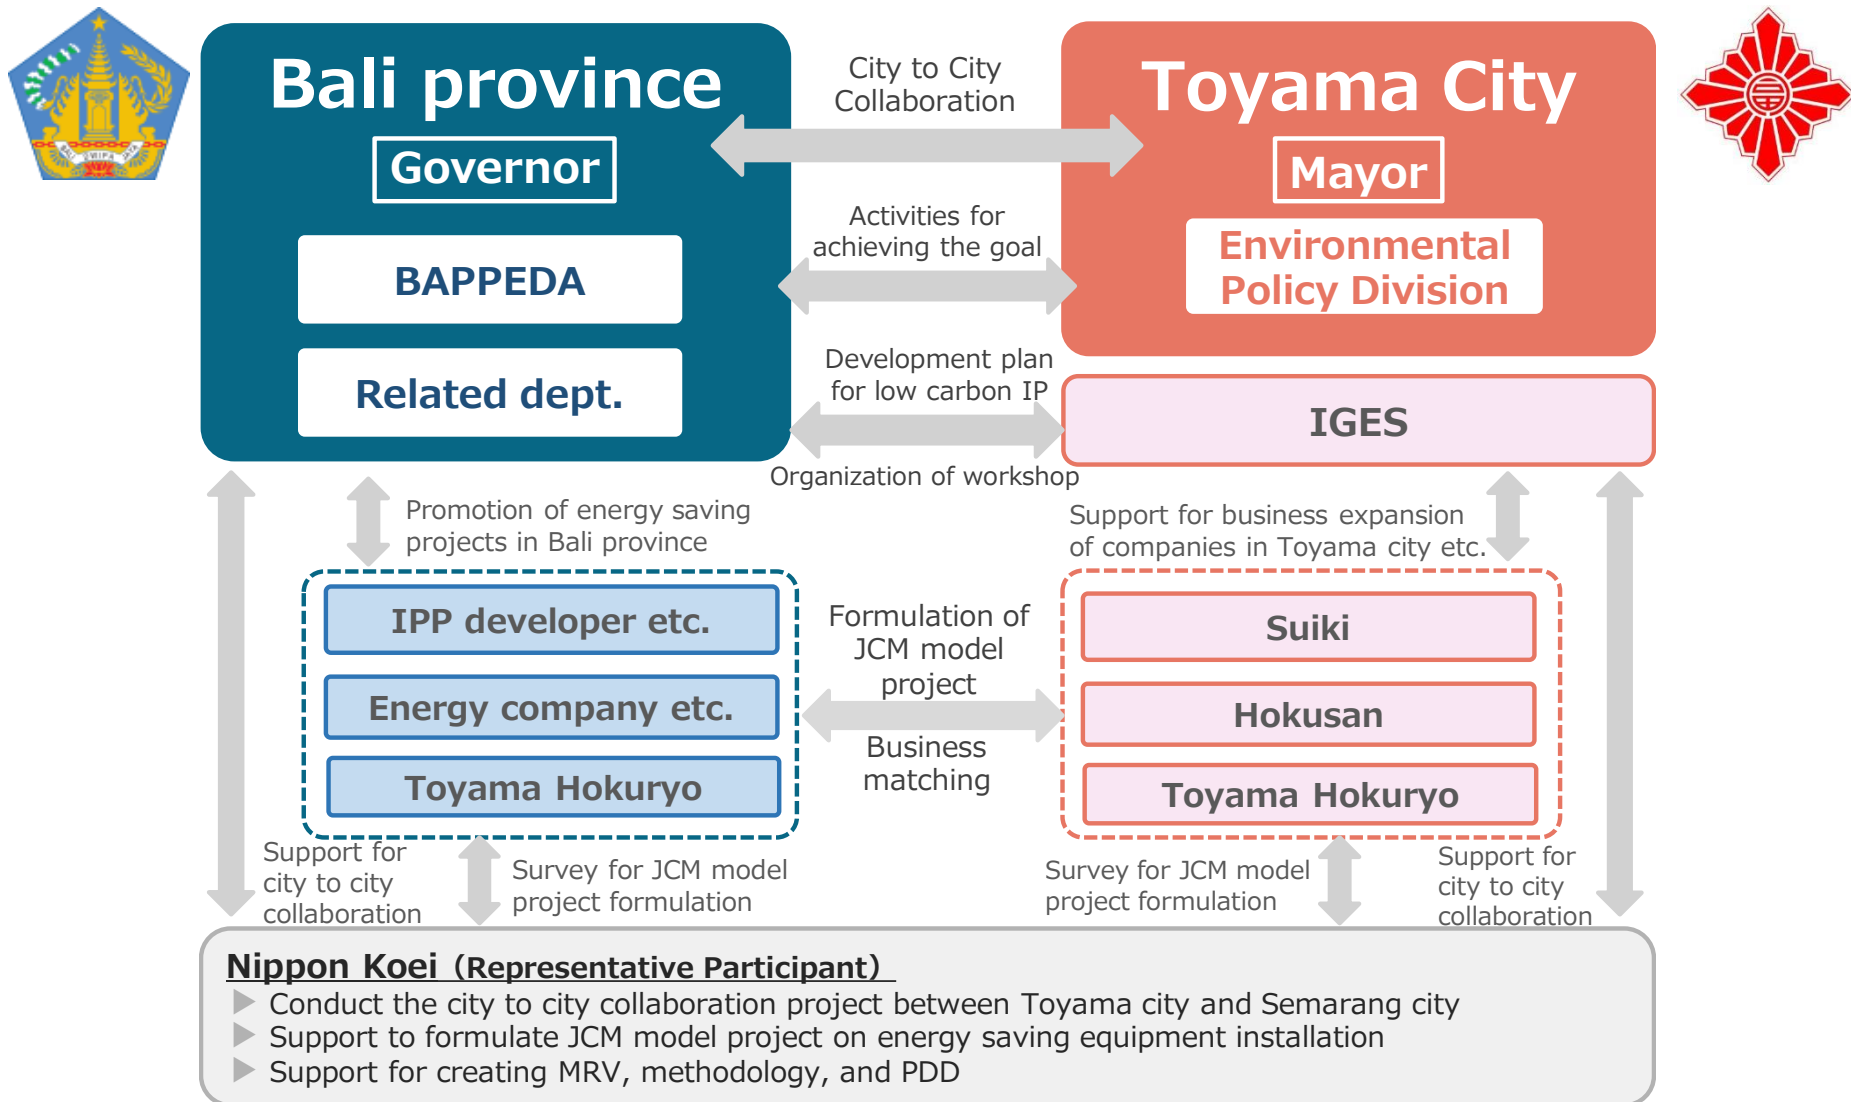 Bali province
Governor
BAPPEDA
Related dept.
City to City
Collaboration
Activities for
achieving the goal
Development plan
for low carbon IP
Organization of workshop
Toyama City
Mayor
Environmental
Policy Division
IGES
BALI DWIPA JAYA
Promotion of energy saving
projects in Bali province
Support for business expansion
of companies in Toyama city etc.
IPP developer etc.
Energy company etc.
Toyama Hokuryo
Formulation of
JCM model
project
Business
matching
Suiki
Hokusan
Toyama Hokuryo
Support for
city to city
collaboration
Survey for JCM model
project formulation
Survey for JCM model
project formulation
Support for
city to city
collaboration
Nippon Koei（Representative Participant）
Conduct the city to city collaboration project between Toyama city and Semarang city
Support to formulate JCM model project on energy saving equipment installation
Support for creating MRV, methodology, and PDD